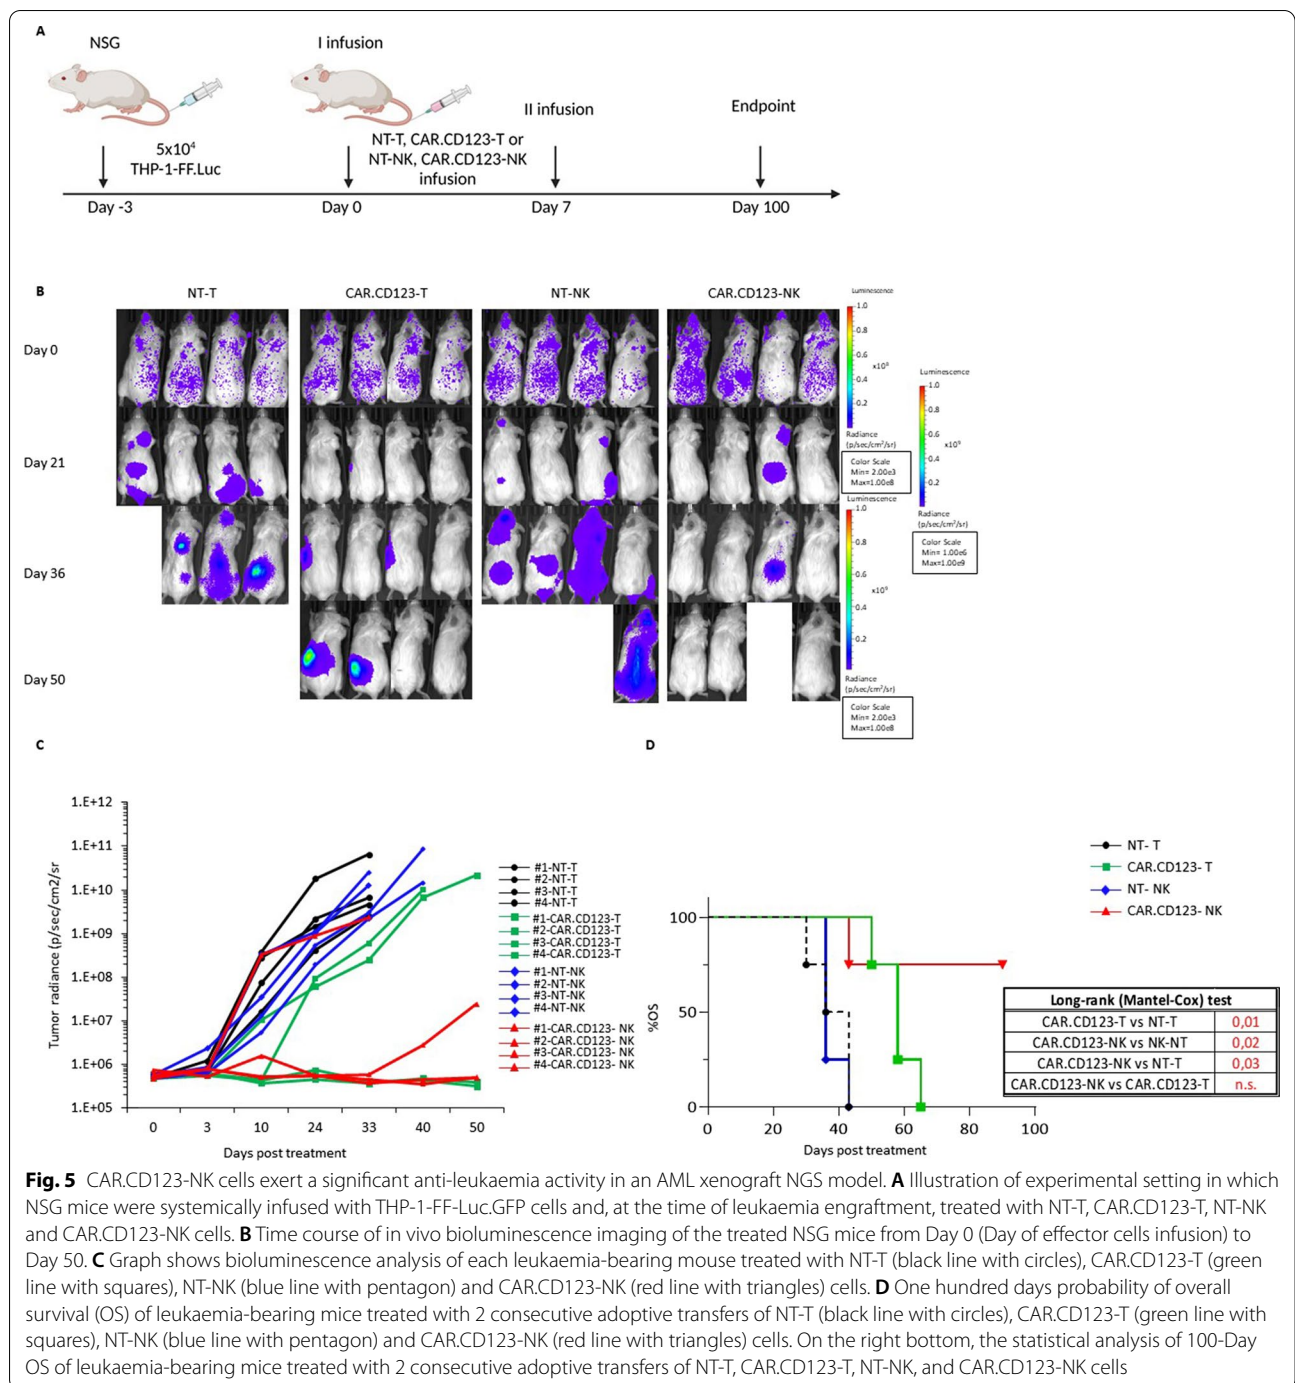 A
NSG
I infusion
II infusion
Endpoint
5x10⁴
THP-1-FF.Luc
NT-T, CAR.CD123-T or
NT-NK, CAR.CD123-NK
infusion
Day -3
Day 0
Day 7
Day 100
B
NT-T
CAR.CD123-T
NT-NK
CAR.CD123-NK
Day 0
Day 21
Day 36
Day 50
Luminescence
1.0
0.8
0.6
0.4
0.2
x10⁸
Radiance
(p/sec/cm²/sr)
Color Scale
Min= 2.00e3
Max=1.00e8
Luminescence
1.0
0.8
0.6
0.4
0.2
x10⁹
Radiance
(p/sec/cm²/sr)
Color Scale
Min= 1.00e6
Max=1.00e9
Luminescence
1.0
0.8
0.6
0.4
0.2
Radiance
(p/sec/cm²/sr)
Color Scale
Min= 2.00e3
Max=1.00e8
C
Tumor radiance (p/sec/cm2/sr
1.E+12
1.E+11
1.E+10
1.E+09
1.E+08
1.E+07
1.E+06
1.E+05
0 3 10 24 33 40 50
Days post treatment
#1-NT-T
#2-NT-T
#3-NT-T
#4-NT-T
#1-CAR.CD123-T
#2-CAR.CD123-T
#3-CAR.CD123-T
#4-CAR.CD123-T
#1-NT-NK
#2-NT-NK
#3-NT-NK
#4-NT-NK
#1-CAR.CD123- NK
#2-CAR.CD123- NK
#3-CAR.CD123- NK
#4-CAR.CD123- NK
D
NT- T
CAR.CD123- T
NT- NK
CAR.CD123- NK
%OS
100
50
0
0 20 40 60 80 100
Days post treatment
Long-rank (Mantel-Cox) test
CAR.CD123-T vs NT-T 0,01
CAR.CD123-NK vs NK-NT 0,02
CAR.CD123-NK vs NT-T 0,03
CAR.CD123-NK vs CAR.CD123-T n.s.
Fig. 5 CAR.CD123-NK cells exert a significant anti-leukaemia activity in an AML xenograft NGS model. A Illustration of experimental setting in which
NSG mice were systemically infused with THP-1-FF-Luc.GFP cells and, at the time of leukaemia engraftment, treated with NT-T, CAR.CD123-T, NT-NK
and CAR.CD123-NK cells. B Time course of in vivo bioluminescence imaging of the treated NSG mice from Day 0 (Day of effector cells infusion) to
Day 50. C Graph shows bioluminescence analysis of each leukaemia-bearing mouse treated with NT-T (black line with circles), CAR.CD123-T (green
line with squares), NT-NK (blue line with pentagon) and CAR.CD123-NK (red line with triangles) cells. D One hundred days probability of overall
survival (OS) of leukaemia-bearing mice treated with 2 consecutive adoptive transfers of NT-T (black line with circles), CAR.CD123-T (green line with
squares), NT-NK (blue line with pentagon) and CAR.CD123-NK (red line with triangles) cells. On the right bottom, the statistical analysis of 100-Day
OS of leukaemia-bearing mice treated with 2 consecutive adoptive transfers of NT-T, CAR.CD123-T, NT-NK, and CAR.CD123-NK cells